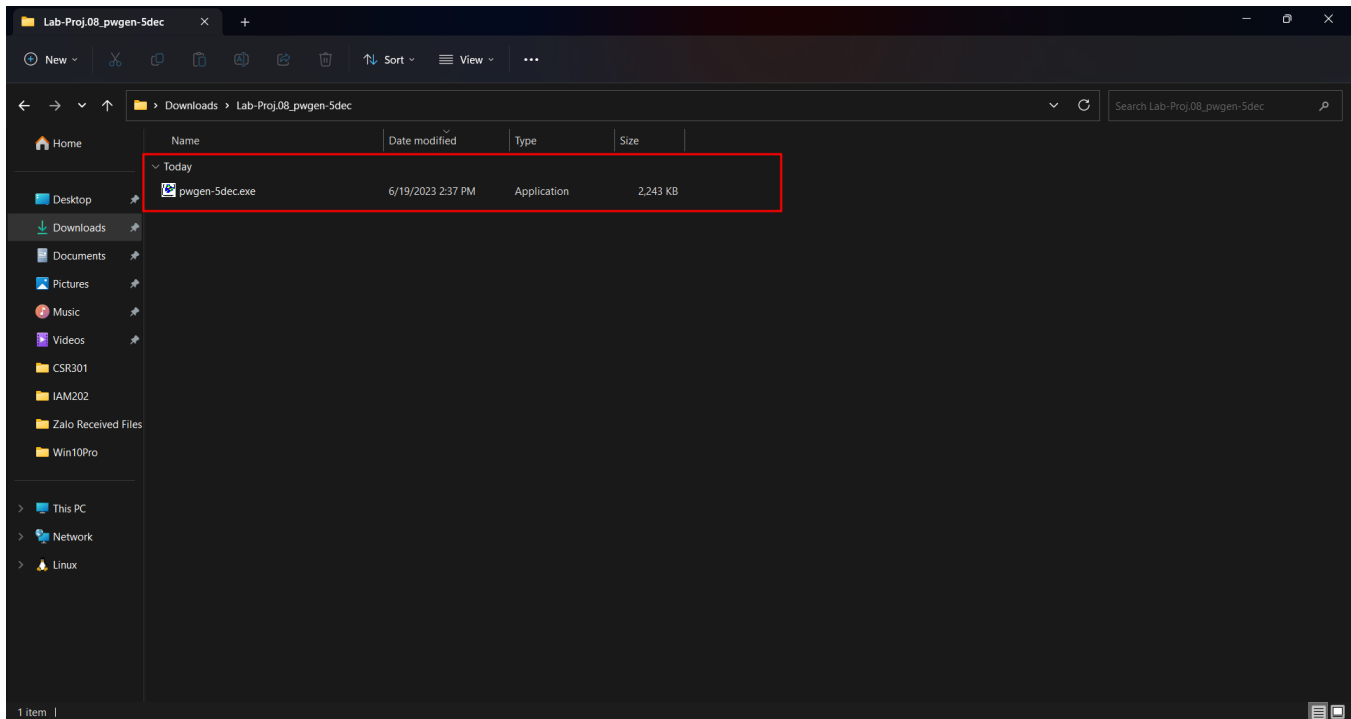 Lab-Proj.08_pwgen-5dec
New
Sort
View
Downloads > Lab-Proj.08_pwgen-5dec
Search Lab-Proj.08_pwgen-5dec
Home
Desktop
Downloads
Documents
Pictures
Music
Videos
CSR301
IAM202
Zalo Received Files
Win10Pro
This PC
Network
Linux
Name Date modified Type Size
Today
pwgen-5dec.exe 6/19/2023 2:37 PM Application 2,243 KB
1 item